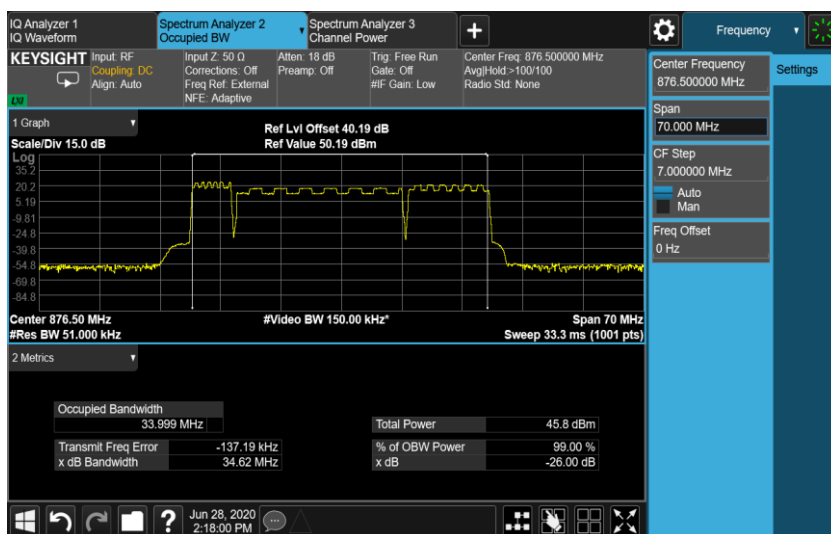 IQ Analyzer 1
IQ Waveform
Spectrum Analyzer 2
Occupied BW
Spectrum Analyzer 3
Channel Power
Frequency
KEYSIGHT
Input: RF
Coupling: DC
Align: Auto
Input Z: 50 Ω
Corrections: Off
Freq Ref: External
NFE: Adaptive
Atten: 18 dB
Preamp: Off
Trig: Free Run
Gate: Off
#IF Gain: Low
Center Freq: 876.500000 MHz
Avg|Hold:>100/100
Radio Std: None
LXI
Center Frequency
876.500000 MHz
Settings
Span
70.000 MHz
CF Step
7.000000 MHz
Auto
Man
Freq Offset
0 Hz
1 Graph
Scale/Div 15.0 dB
Ref Lvl Offset 40.19 dB
Ref Value 50.19 dBm
Log
35.2
20.2
5.19
-9.81
-24.8
-39.8
-54.8
-69.8
-84.8
Center 876.50 MHz
#Video BW 150.00 kHz*
Span 70 MHz
#Res BW 51.000 kHz
Sweep 33.3 ms (1001 pts)
2 Metrics
Occupied Bandwidth
33.999 MHz
Total Power 45.8 dBm
Transmit Freq Error -137.19 kHz
% of OBW Power 99.00 %
x dB Bandwidth 34.62 MHz
x dB -26.00 dB
?
Jun 28, 2020
2:18:00 PM